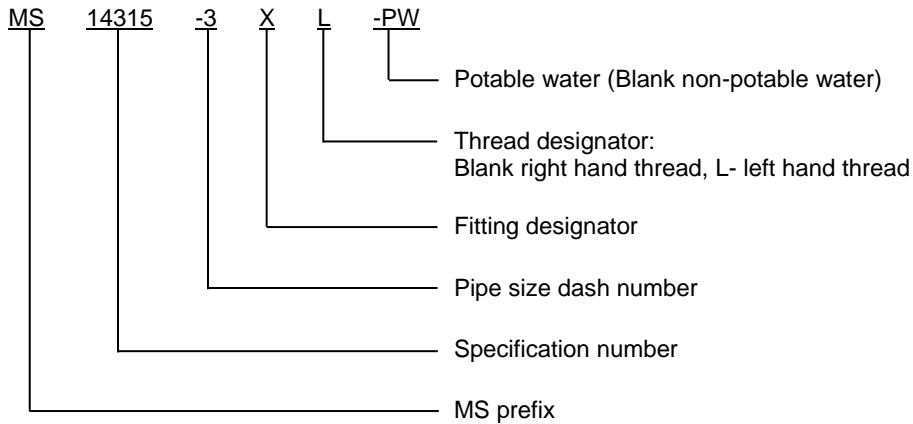 MS 14315 -3 X L -PW
Potable water (Blank non-potable water)
Thread designator:
Blank right hand thread, L- left hand thread
Fitting designator
Pipe size dash number
Specification number
MS prefix